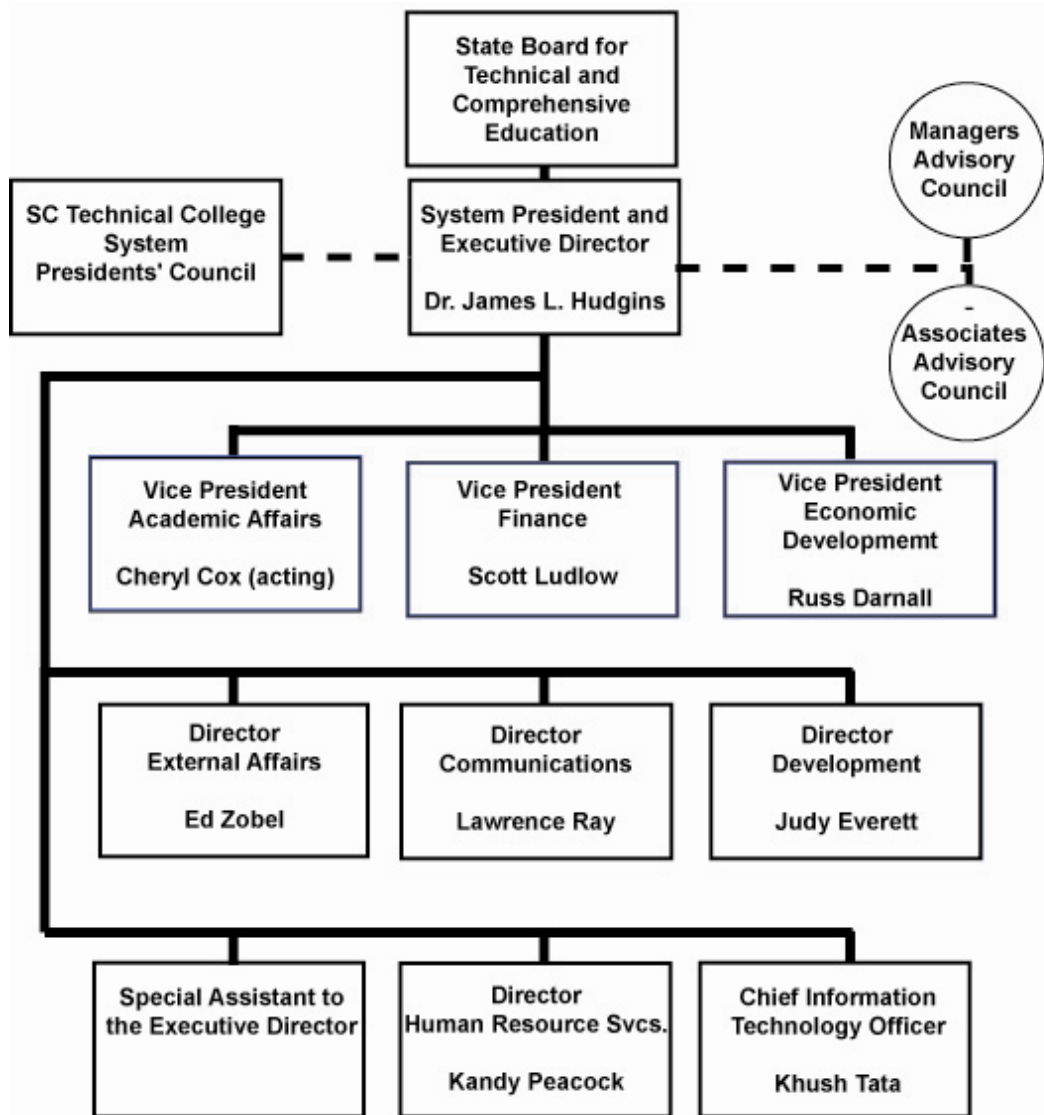 State Board for
Technical and
Comprehensive
Education
Managers
Advisory
Council
SC Technical College
System
Presidents' Council
System President and
Executive Director
Dr. James L. Hudgins
-
Associates
Advisory
Council
Vice President
Academic Affairs
Cheryl Cox (acting)
Vice President
Finance
Scott Ludlow
Vice President
Economic
Developmemt
Russ Darnall
Director
External Affairs
Ed Zobel
Director
Communications
Lawrence Ray
Director
Development
Judy Everett
Special Assistant to
the Executive Director
Director
Human Resource Svcs.
Kandy Peacock
Chief Information
Technology Officer
Khush Tata